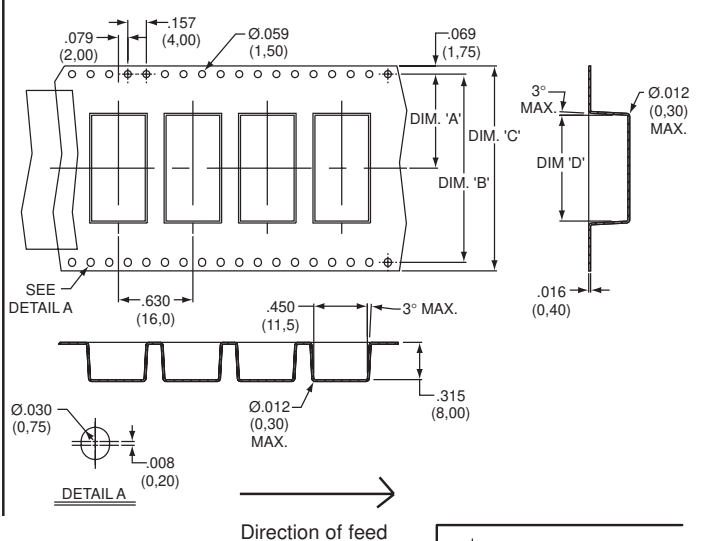 .157
(4,00)
.079
(2,00)
Ø.059
(1,50)
.069
(1,75)
DIM. 'A'
DIM. 'C'
DIM. 'B'
3°
MAX.
Ø.012
(0,30)
MAX.
DIM 'D'
SEE
DETAIL A
.630
(16,0)
.450
(11,5)
3° MAX.
.016
(0,40)
.315
(8,00)
Ø.012
(0,30)
MAX.
Ø.030
(0,75)
.008
(0,20)
DETAIL A
Direction of feed